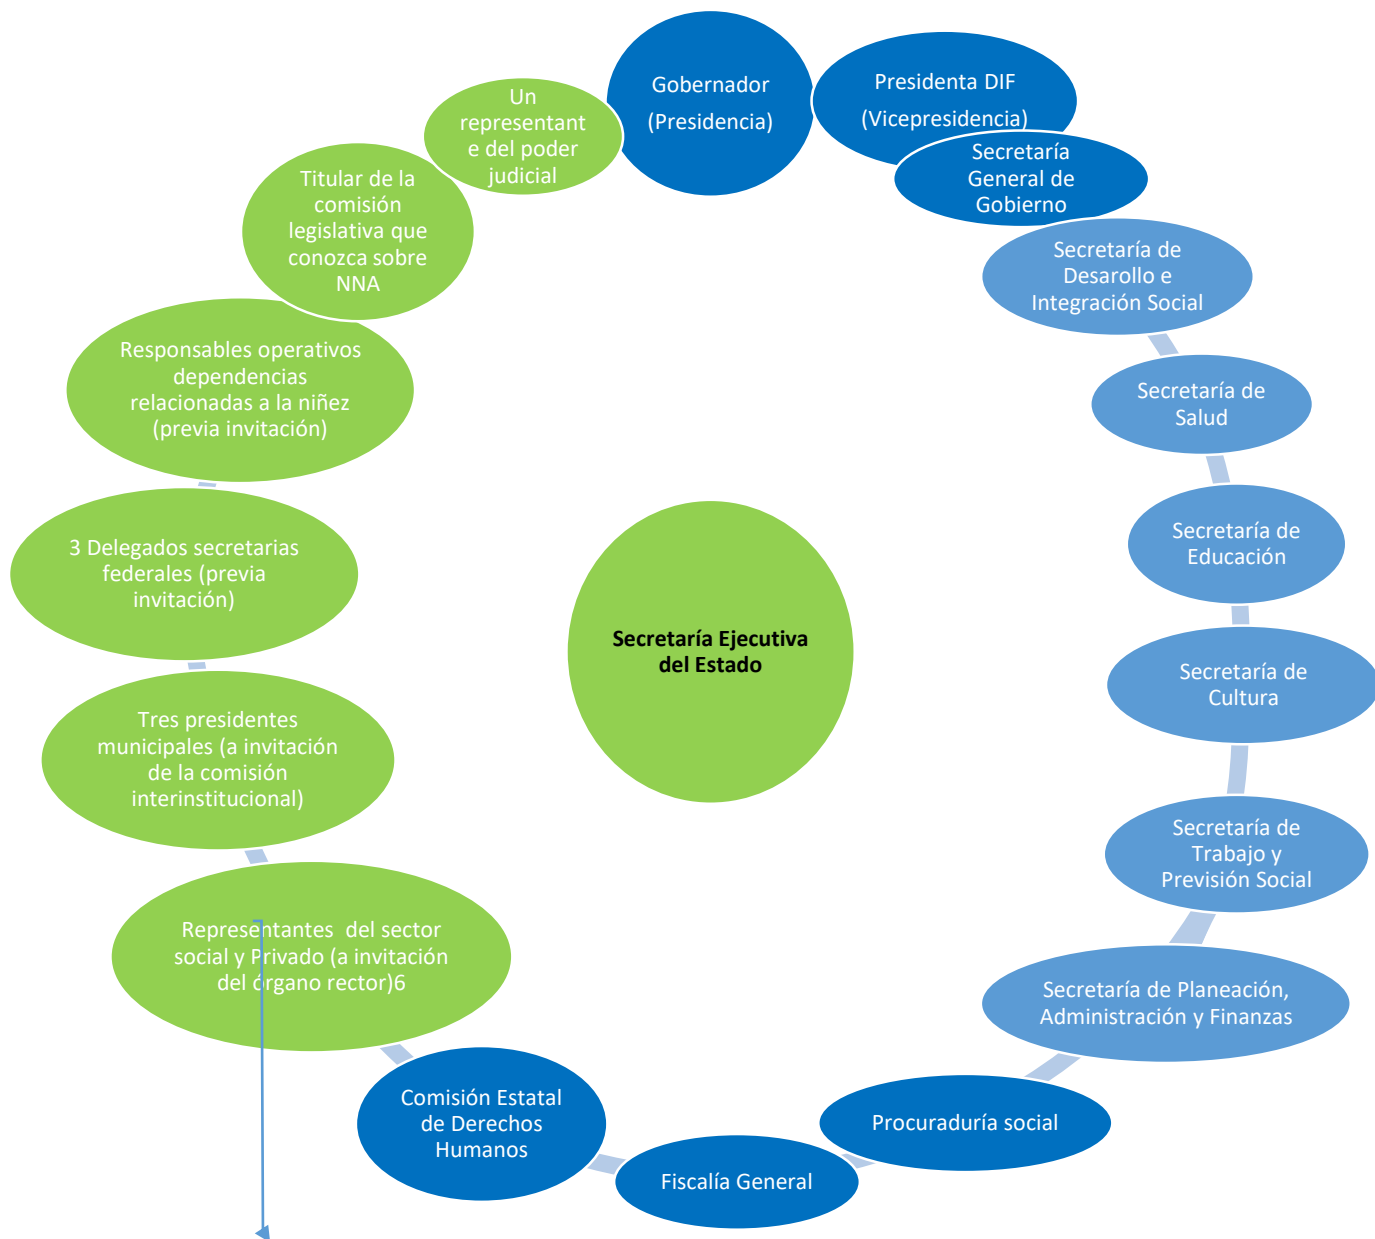 Gobernador
(Presidencia)
Presidenta DIF
(Vicepresidencia)
Secretaría
General de
Gobierno
Secretaría de
Desarollo e
Integración Social
Secretaría de
Salud
Secretaría de
Educación
Secretaría de
Cultura
Secretaría de
Trabajo y
Previsión Social
Secretaría de Planeación,
Administración y Finanzas
Procuraduría social
Fiscalía General
Comisión Estatal
de Derechos
Humanos
Representantes  del sector
social y Privado (a invitación
del órgano rector)6
Tres presidentes
municipales (a invitación
de la comisión
interinstitucional)
3 Delegados secretarias
federales (previa
invitación)
Responsables operativos
dependencias
relacionadas a la niñez
(previa invitación)
Titular de la
comisión
legislativa que
conozca sobre
NNA
Un
representant
e del poder
judicial
Secretaría Ejecutiva
del Estado